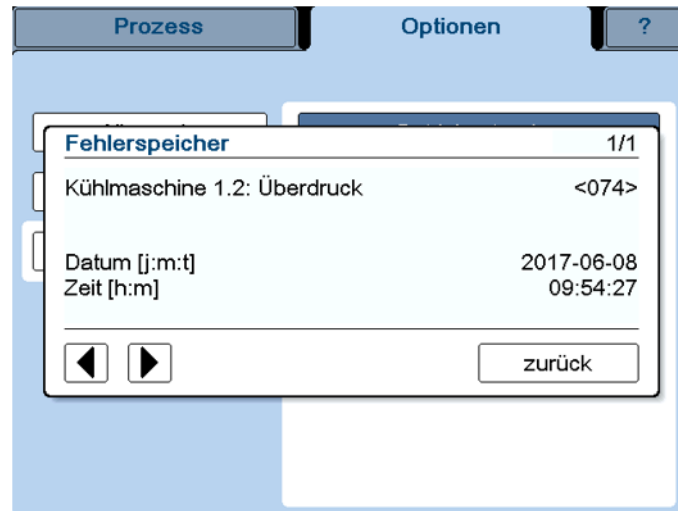 Prozess Optionen ?
Fehlerspeicher 1/1
Kühlmaschine 1.2: Überdruck <074>
Datum [j:m:t] 2017-06-08
Zeit [h:m] 09:54:27
zurück